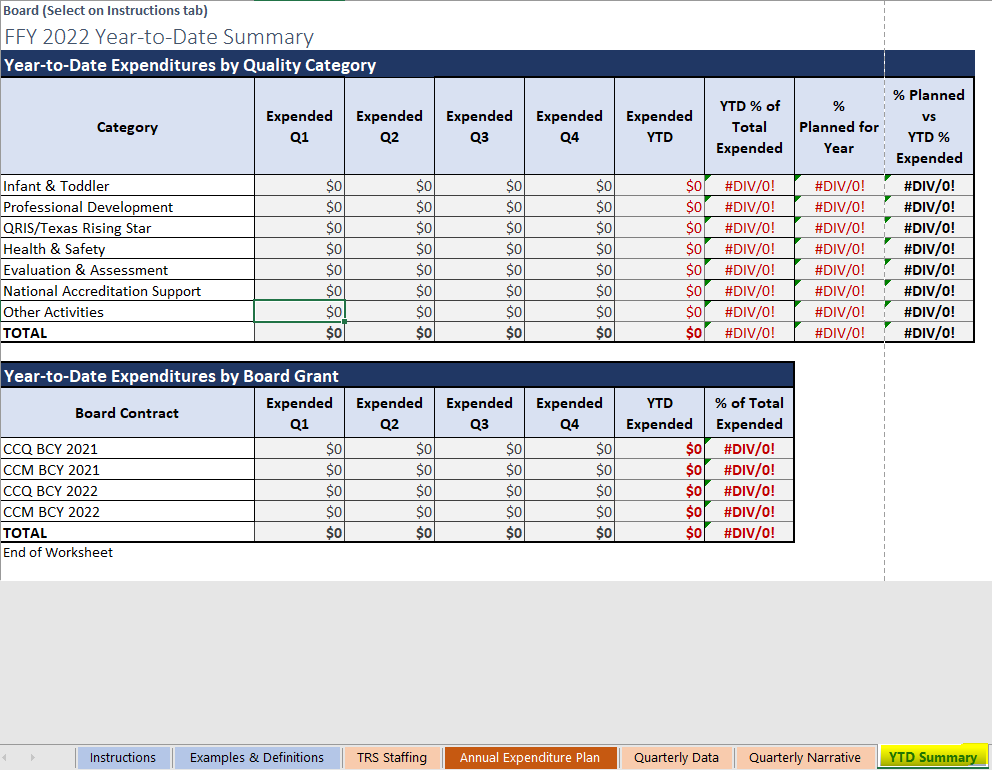 Board (Select on Instructions tab)
FFY 2022 Year-to-Date Summary
Year-to-Date Expenditures by Quality Category
Category Expended Q1 Expended Q2 Expended Q3 Expended Q4 Expended YTD YTD % of Total Expended % Planned for Year % Planned vs YTD % Expended
Infant & Toddler $0 $0 $0 $0 $0 #DIV/0! #DIV/0! #DIV/0!
Professional Development $0 $0 $0 $0 $0 #DIV/0! #DIV/0! #DIV/0!
QRIS/Texas Rising Star $0 $0 $0 $0 $0 #DIV/0! #DIV/0! #DIV/0!
Health & Safety $0 $0 $0 $0 $0 #DIV/0! #DIV/0! #DIV/0!
Evaluation & Assessment $0 $0 $0 $0 $0 #DIV/0! #DIV/0! #DIV/0!
National Accreditation Support $0 $0 $0 $0 $0 #DIV/0! #DIV/0! #DIV/0!
Other Activities $0 $0 $0 $0 $0 #DIV/0! #DIV/0! #DIV/0!
TOTAL $0 $0 $0 $0 $0 #DIV/0! #DIV/0! #DIV/0!
Year-to-Date Expenditures by Board Grant
Board Contract Expended Q1 Expended Q2 Expended Q3 Expended Q4 YTD Expended % of Total Expended
CCQ BCY 2021 $0 $0 $0 $0 $0 #DIV/0!
CCM BCY 2021 $0 $0 $0 $0 $0 #DIV/0!
CCQ BCY 2022 $0 $0 $0 $0 $0 #DIV/0!
CCM BCY 2022 $0 $0 $0 $0 $0 #DIV/0!
TOTAL $0 $0 $0 $0 $0 #DIV/0!
End of Worksheet
Instructions Examples & Definitions TRS Staffing Annual Expenditure Plan Quarterly Data Quarterly Narrative YTD Summary